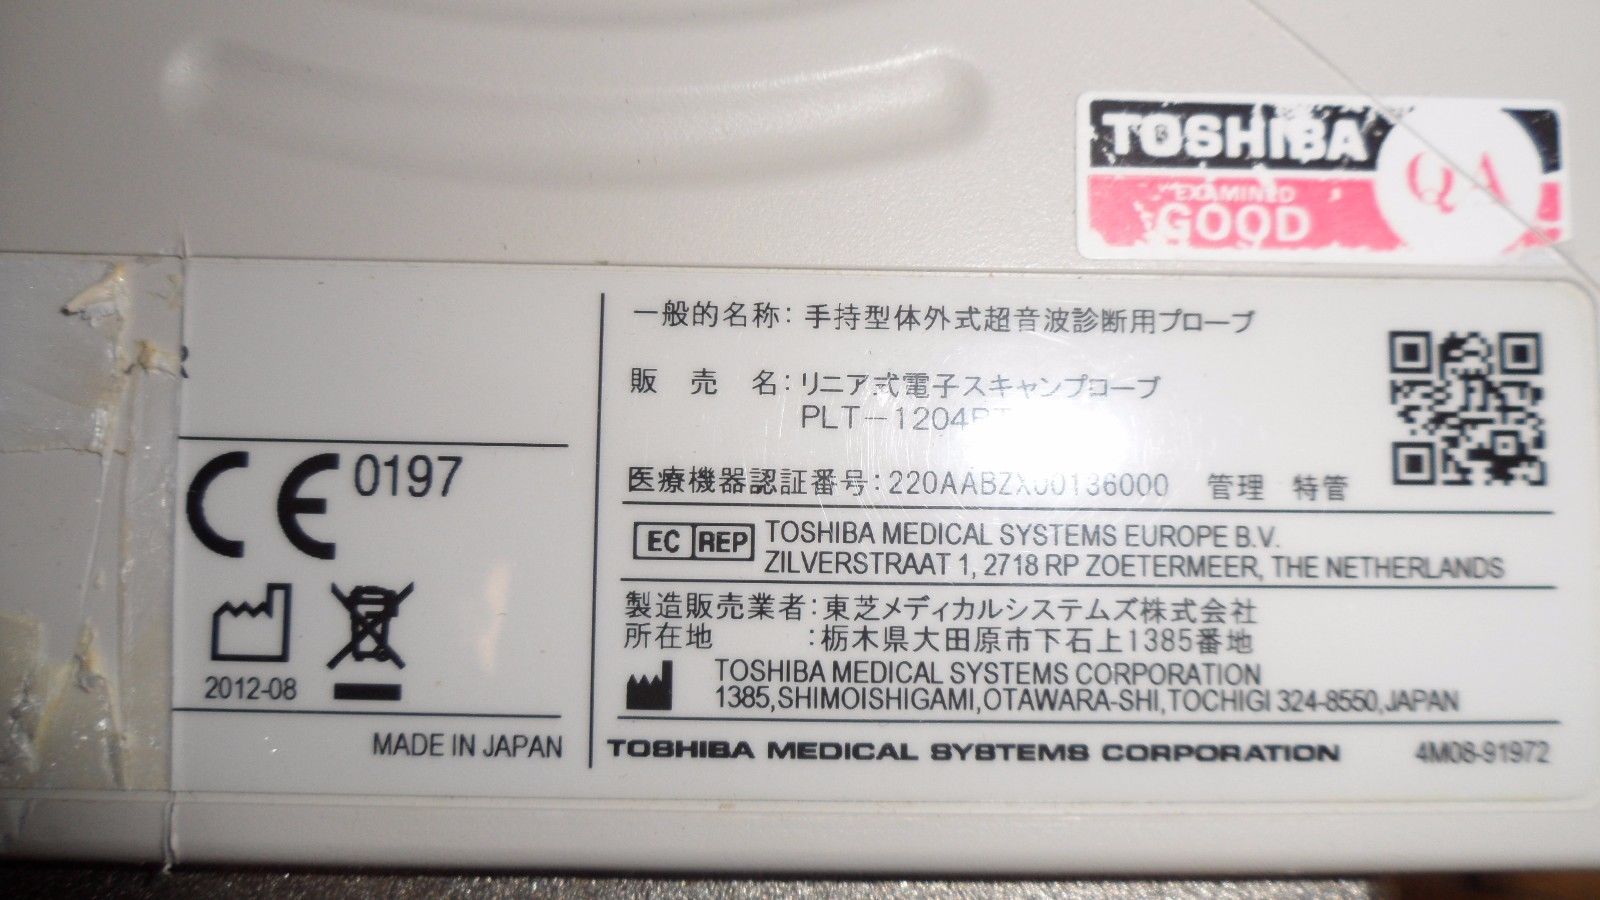 TOSHIBA
QA
EXAMINED
GOOD
一般的名称: 手持型体外式超音波診断用プローブ
販 売 名: リニア式電子スキャンプローブ
医療機器認証番号: 220AABZX00136000 管理 特管
CE 0197
EC REP TOSHIBA MEDICAL SYSTEMS EUROPE B.V.
ZILVERSTRAAT 1, 2718 RP ZOETERMEER, THE NETHERLANDS
製造販売業者: 東芝メディカルシステムズ株式会社
所在地 : 栃木県大田原市下石上1385番地
2012-08
TOSHIBA MEDICAL SYSTEMS CORPORATION
1385,SHIMOISHIGAMI,OTAWARA-SHI,TOCHIGI 324-8550,JAPAN
MADE IN JAPAN
TOSHIBA MEDICAL SYSTEMS CORPORATION 4M08-91972